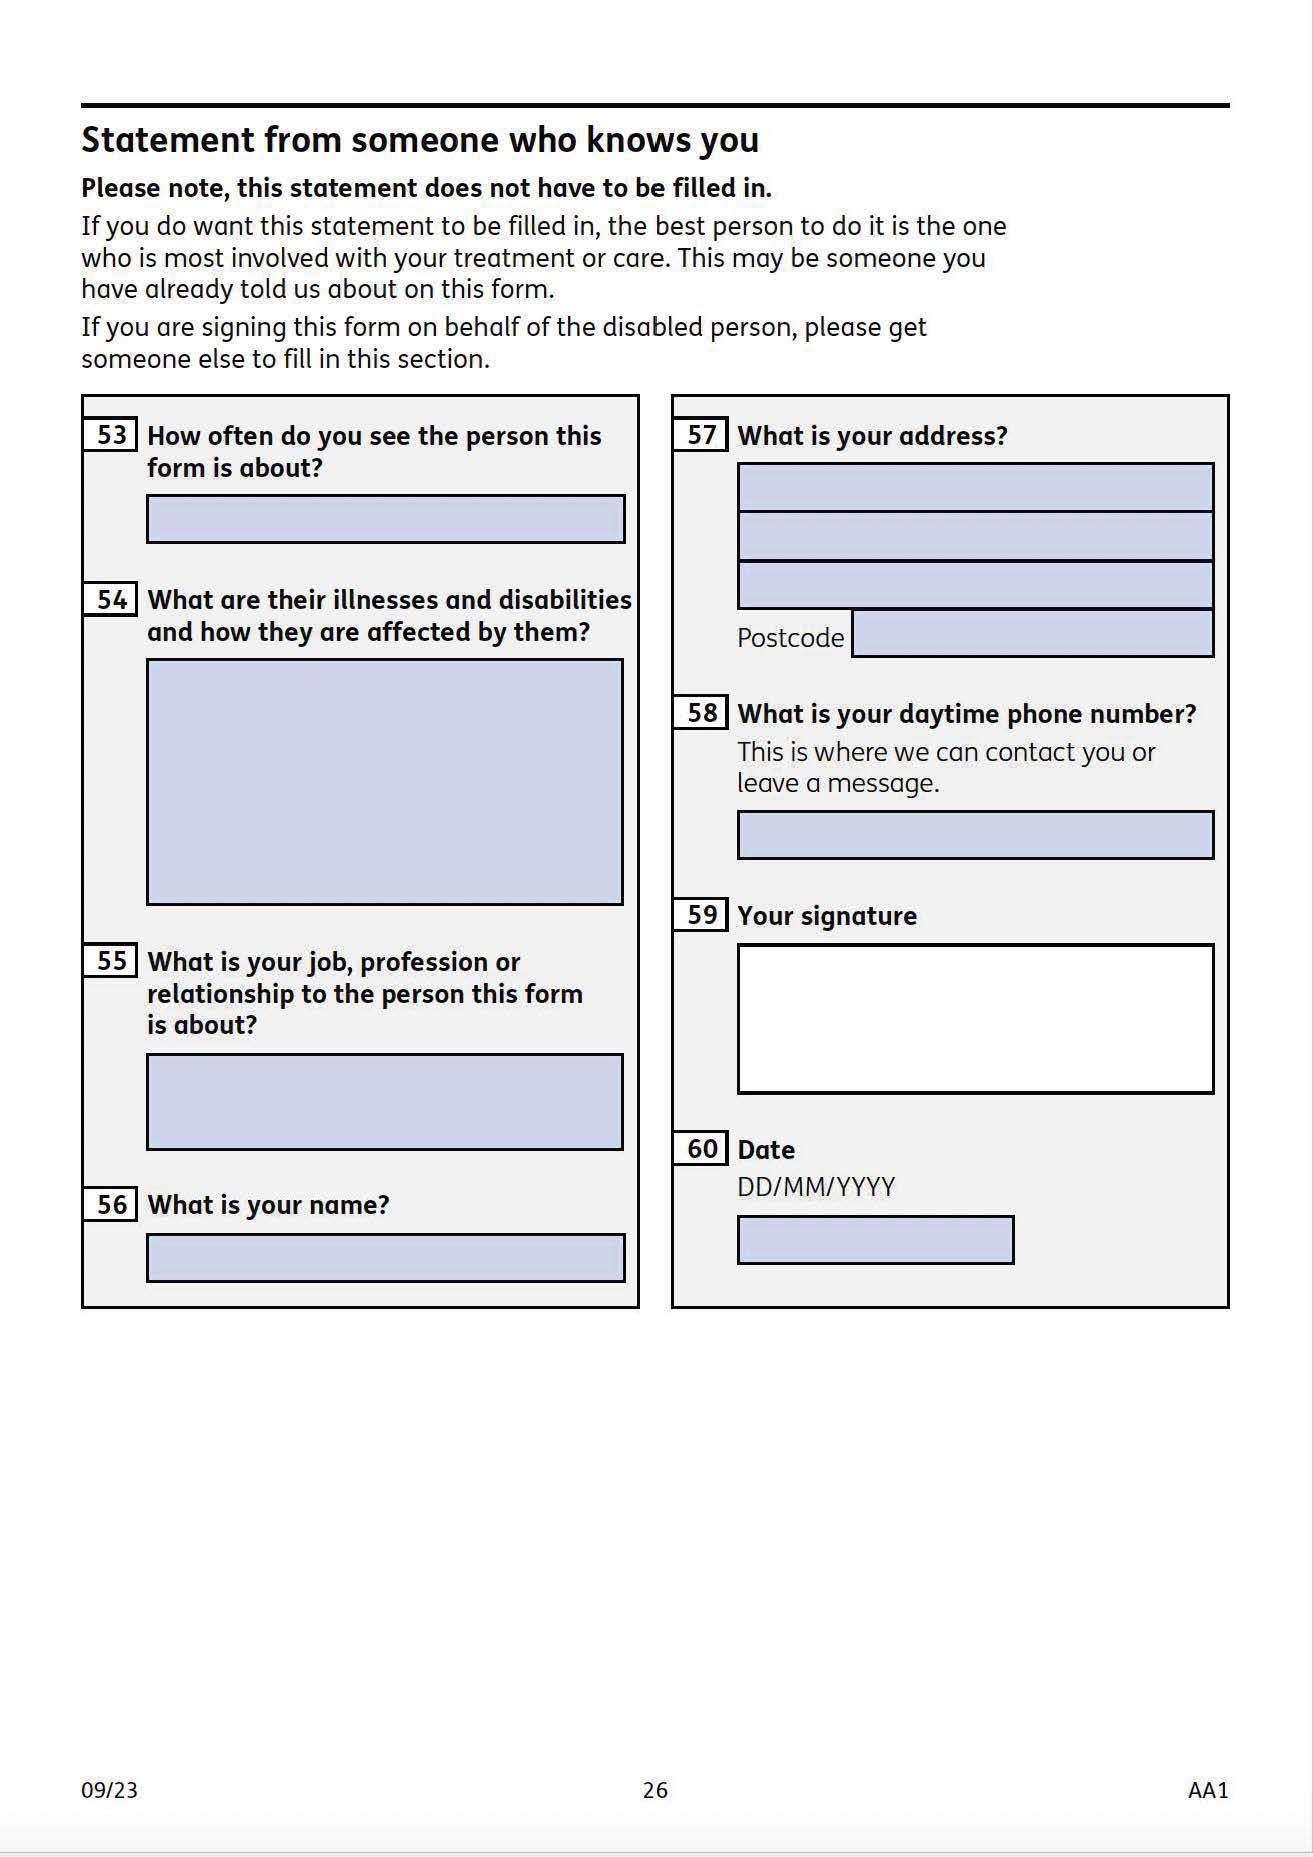 Statement from someone who knows you
Please note, this statement does not have to be filled in.
If you do want this statement to be filled in, the best person to do it is the one
who is most involved with your treatment or care. This may be someone you
have already told us about on this form.
If you are signing this form on behalf of the disabled person, please get
someone else to fill in this section.
53 How often do you see the person this
form is about?
54 What are their illnesses and disabilities
and how they are affected by them?
55 What is your job, profession or
relationship to the person this form
is about?
56 What is your name?
57 What is your address?
Postcode
58 What is your daytime phone number?
This is where we can contact you or
leave a message.
59 Your signature
60 Date
DD/MM/YYYY
09/23 26 AA1